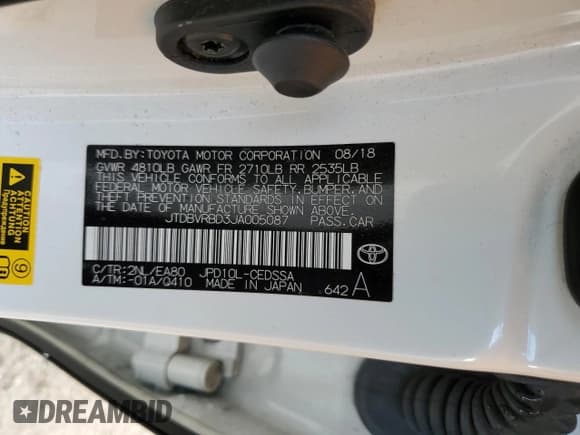 MFD.BY:TOYOTA MOTOR CORPORATION 08/18
GVWR 4810LB GAWR FR 2710LB RR 2535LB
THIS VEHICLE CONFORMS TO ALL APPLICABLE
FEDERAL MOTOR VEHICLE SAFETY, BUMPER, AND
THEFT PREVENTION STANDARDS IN EFFECT ON
THE DATE OF MANUFACTURE SHOWN ABOVE.
JTDBVRBD3JA005087 PASS.CAR
C/TR:2NL/EA80 JPD10L-CEDSSA
A/TM:-01A/Q410 MADE IN JAPAN 642 A
CAUTION
9
DREAMBID